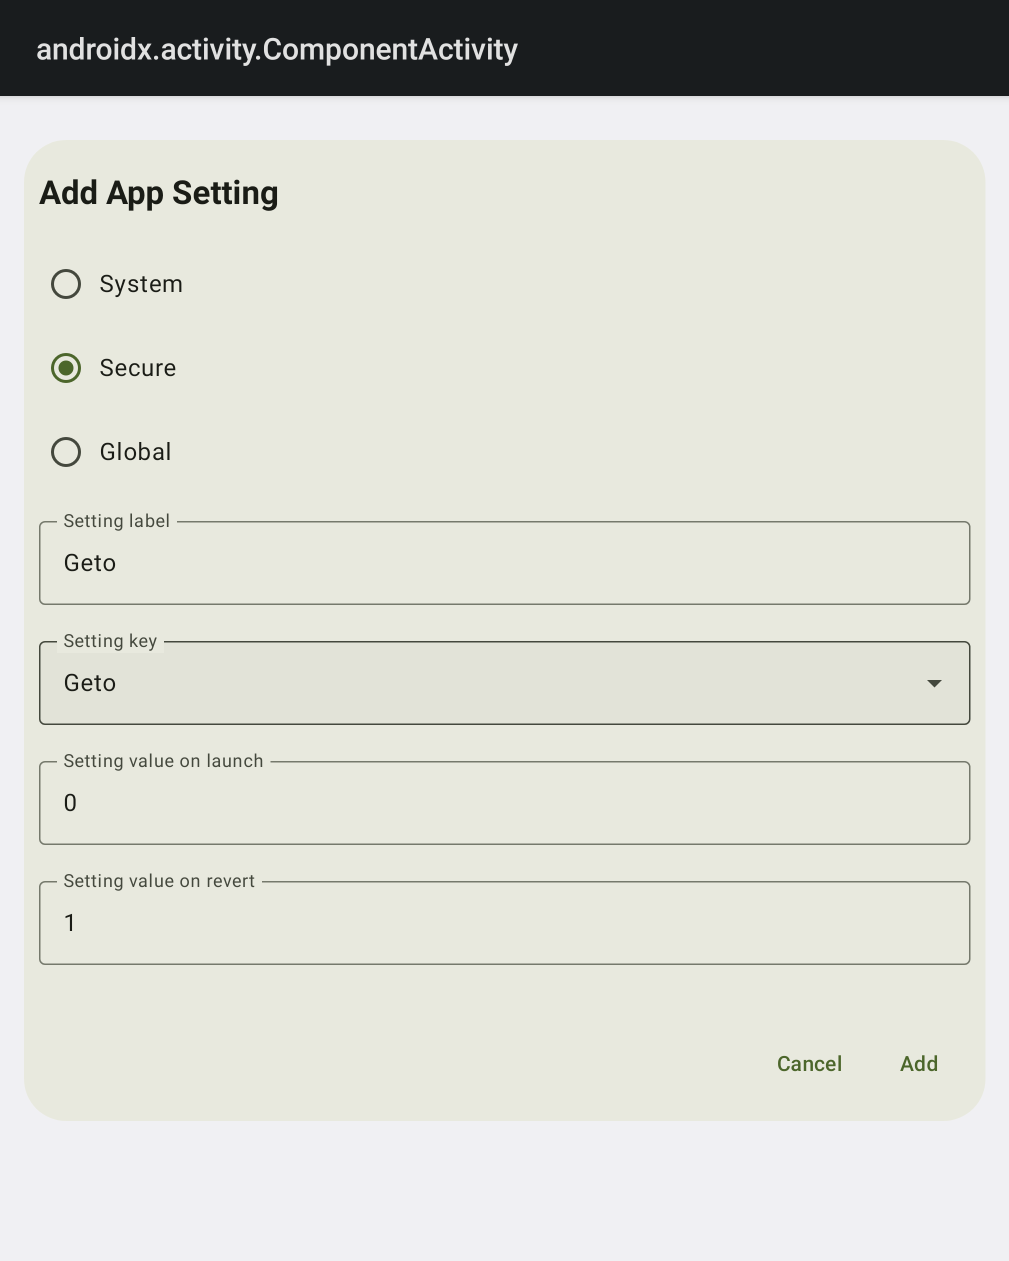 androidx.activity.ComponentActivity
Add App Setting
System
Secure
Global
Setting label
Geto
Setting key
Geto
Setting value on launch
0
Setting value on revert
1
Cancel Add